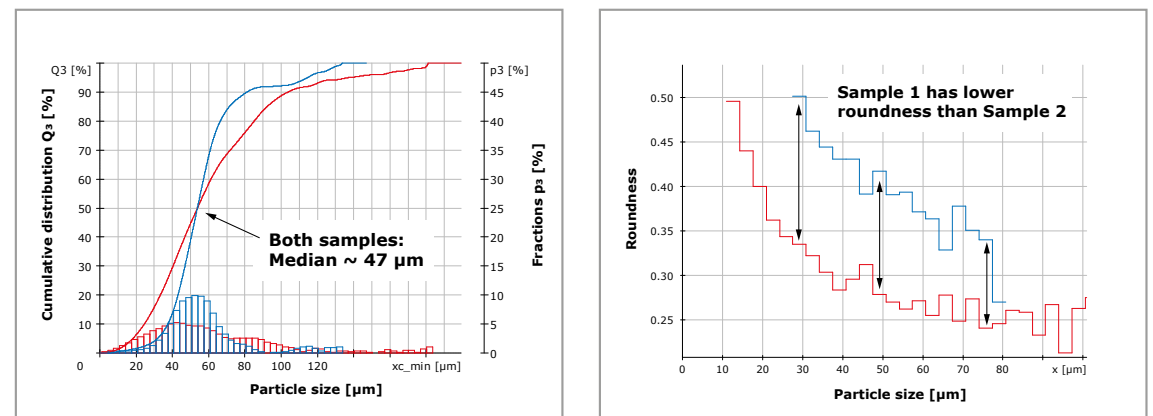 Q3 [%]
p3 [%]
90
80
70
60
50
40
30
20
10
0
45
40
35
30
25
20
15
10
5
0
Cumulative distribution Q₃ [%]
Fractions p₃ [%]
Both samples:
Median ~ 47 µm
20 40 60 80 100 120 xc_min [µm]
Particle size [µm]
0.50
0.45
0.40
0.35
0.30
0.25
Roundness
Sample 1 has lower
roundness than Sample 2
0 10 20 30 40 50 60 70 80 x [µm]
Particle size [µm]